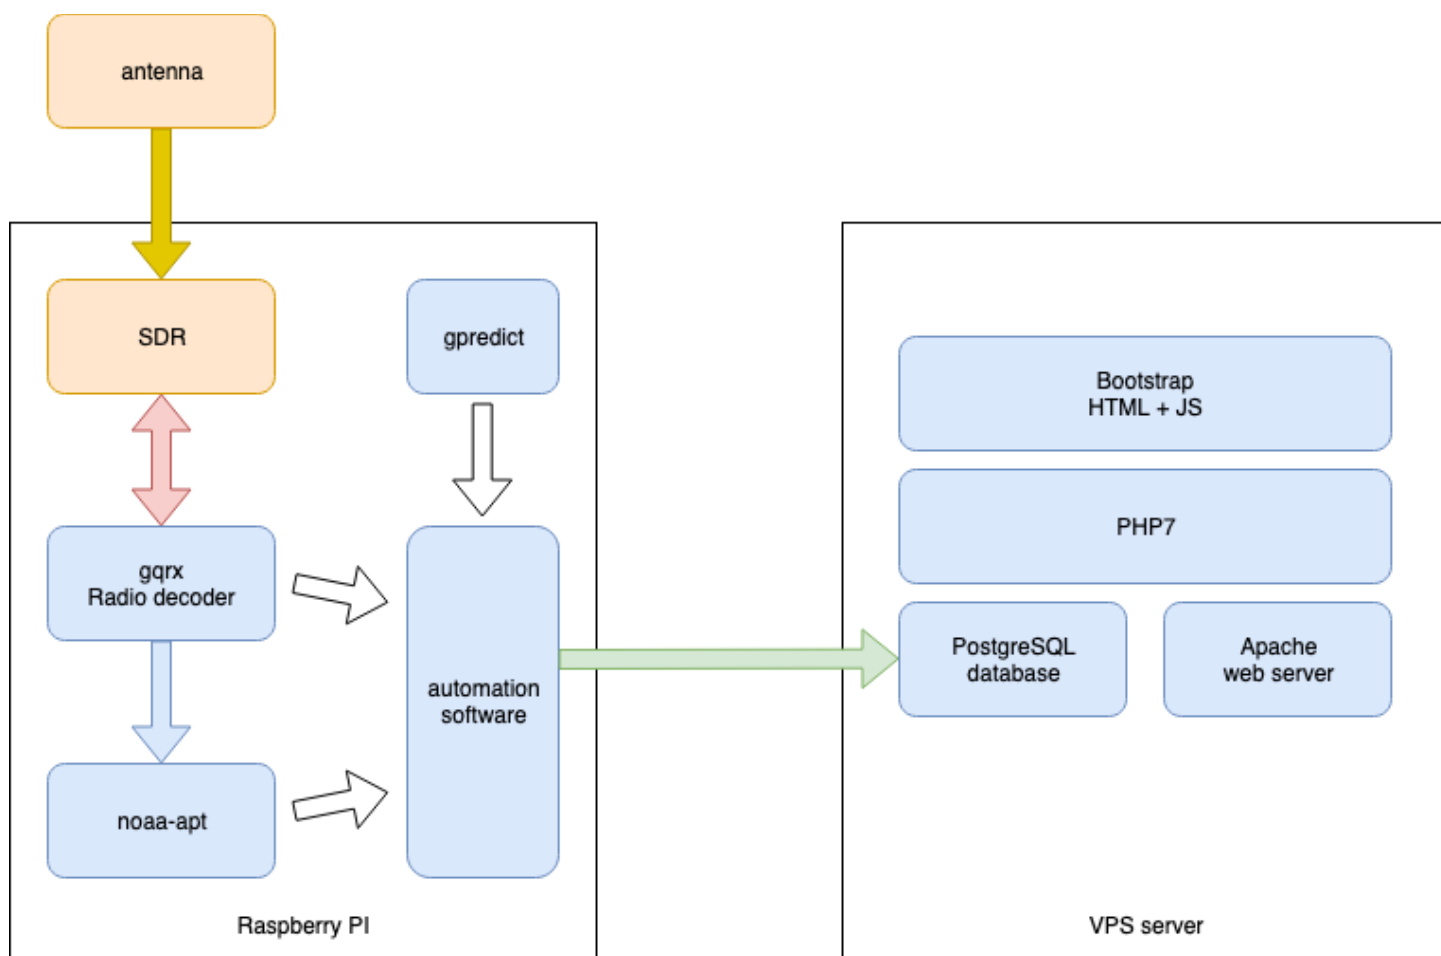 antenna
SDR
gpredict
gqrx
Radio decoder
automation
software
noaa-apt
Raspberry PI
Bootstrap
HTML + JS
PHP7
PostgreSQL
database
Apache
web server
VPS server